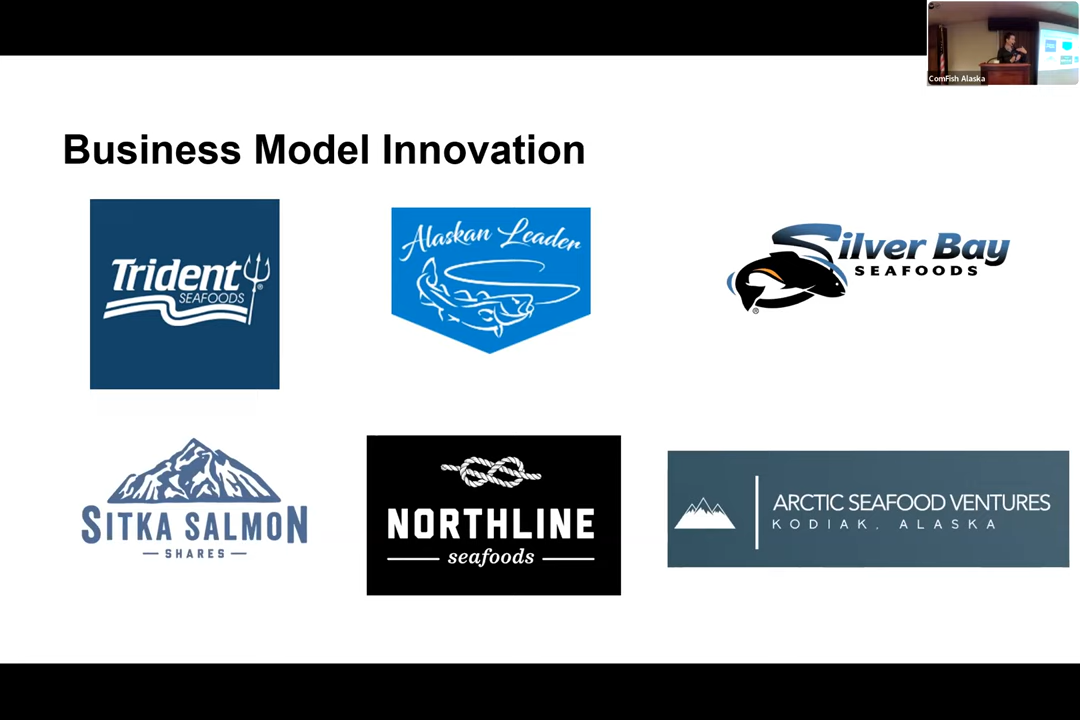 ComFish Alaska
Business Model Innovation
Trident
SEAFOODS
®
Alaskan Leader
Silver Bay
SEAFOODS
®
SITKA SALMON
SHARES
NORTHLINE
seafoods
ARCTIC SEAFOOD VENTURES
KODIAK, ALASKA